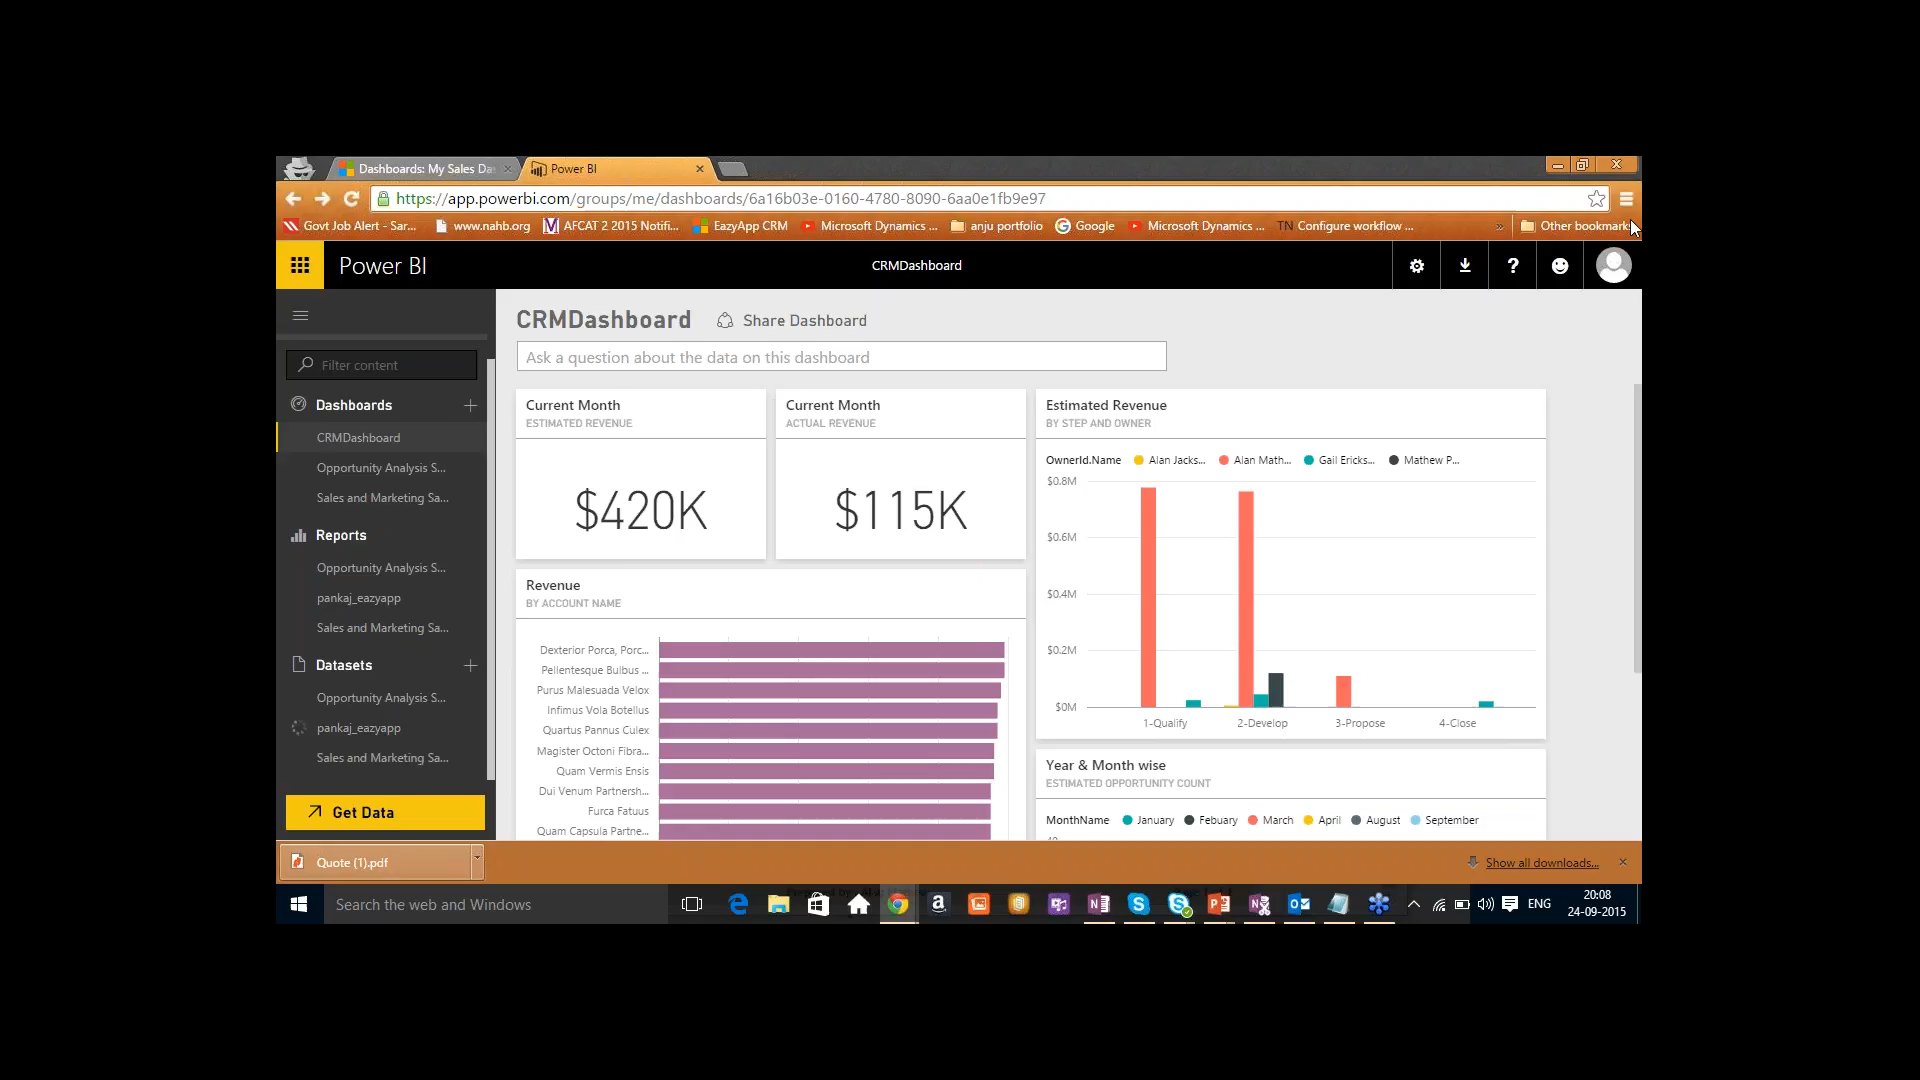 Dashboards: My Sales Da
Power BI
https://app.powerbi.com/groups/me/dashboards/6a16b03e-0160-4780-8090-6aa0e1fb9e97
Govt Job Alert - Sar... www.nahb.org AFCAT 2 2015 Notifi... EazyApp CRM Microsoft Dynamics ... anju portfolio Google Microsoft Dynamics ... TN Configure workflow ... » Other bookmark
Power BI
CRMDashboard
CRMDashboard
Share Dashboard
Ask a question about the data on this dashboard
Filter content
Dashboards
CRMDashboard
Opportunity Analysis S...
Sales and Marketing Sa...
Reports
Opportunity Analysis S...
pankaj_eazyapp
Sales and Marketing Sa...
Datasets
Opportunity Analysis S...
pankaj_eazyapp
Sales and Marketing Sa...
Get Data
Current Month
ESTIMATED REVENUE
$420K
Current Month
ACTUAL REVENUE
$115K
Revenue
BY ACCOUNT NAME
Dexterior Porca, Porc...
Pellentesque Bulbus ...
Purus Malesuada Velox
Infimus Vola Botellus
Quartus Pannus Culex
Magister Octoni Fibra...
Quam Vermis Ensis
Dui Venum Partnersh...
Furca Fatuus
Quam Capsula Partne...
Estimated Revenue
BY STEP AND OWNER
OwnerId.Name Alan Jacks... Alan Math... Gail Ericks... Mathew P...
$0.8M
$0.6M
$0.4M
$0.2M
$0M
1-Qualify 2-Develop 3-Propose 4-Close
Year & Month wise
ESTIMATED OPPORTUNITY COUNT
MonthName January Febuary March April August September
Quote (1).pdf
Show all downloads...
Search the web and Windows
ENG
20:08
24-09-2015